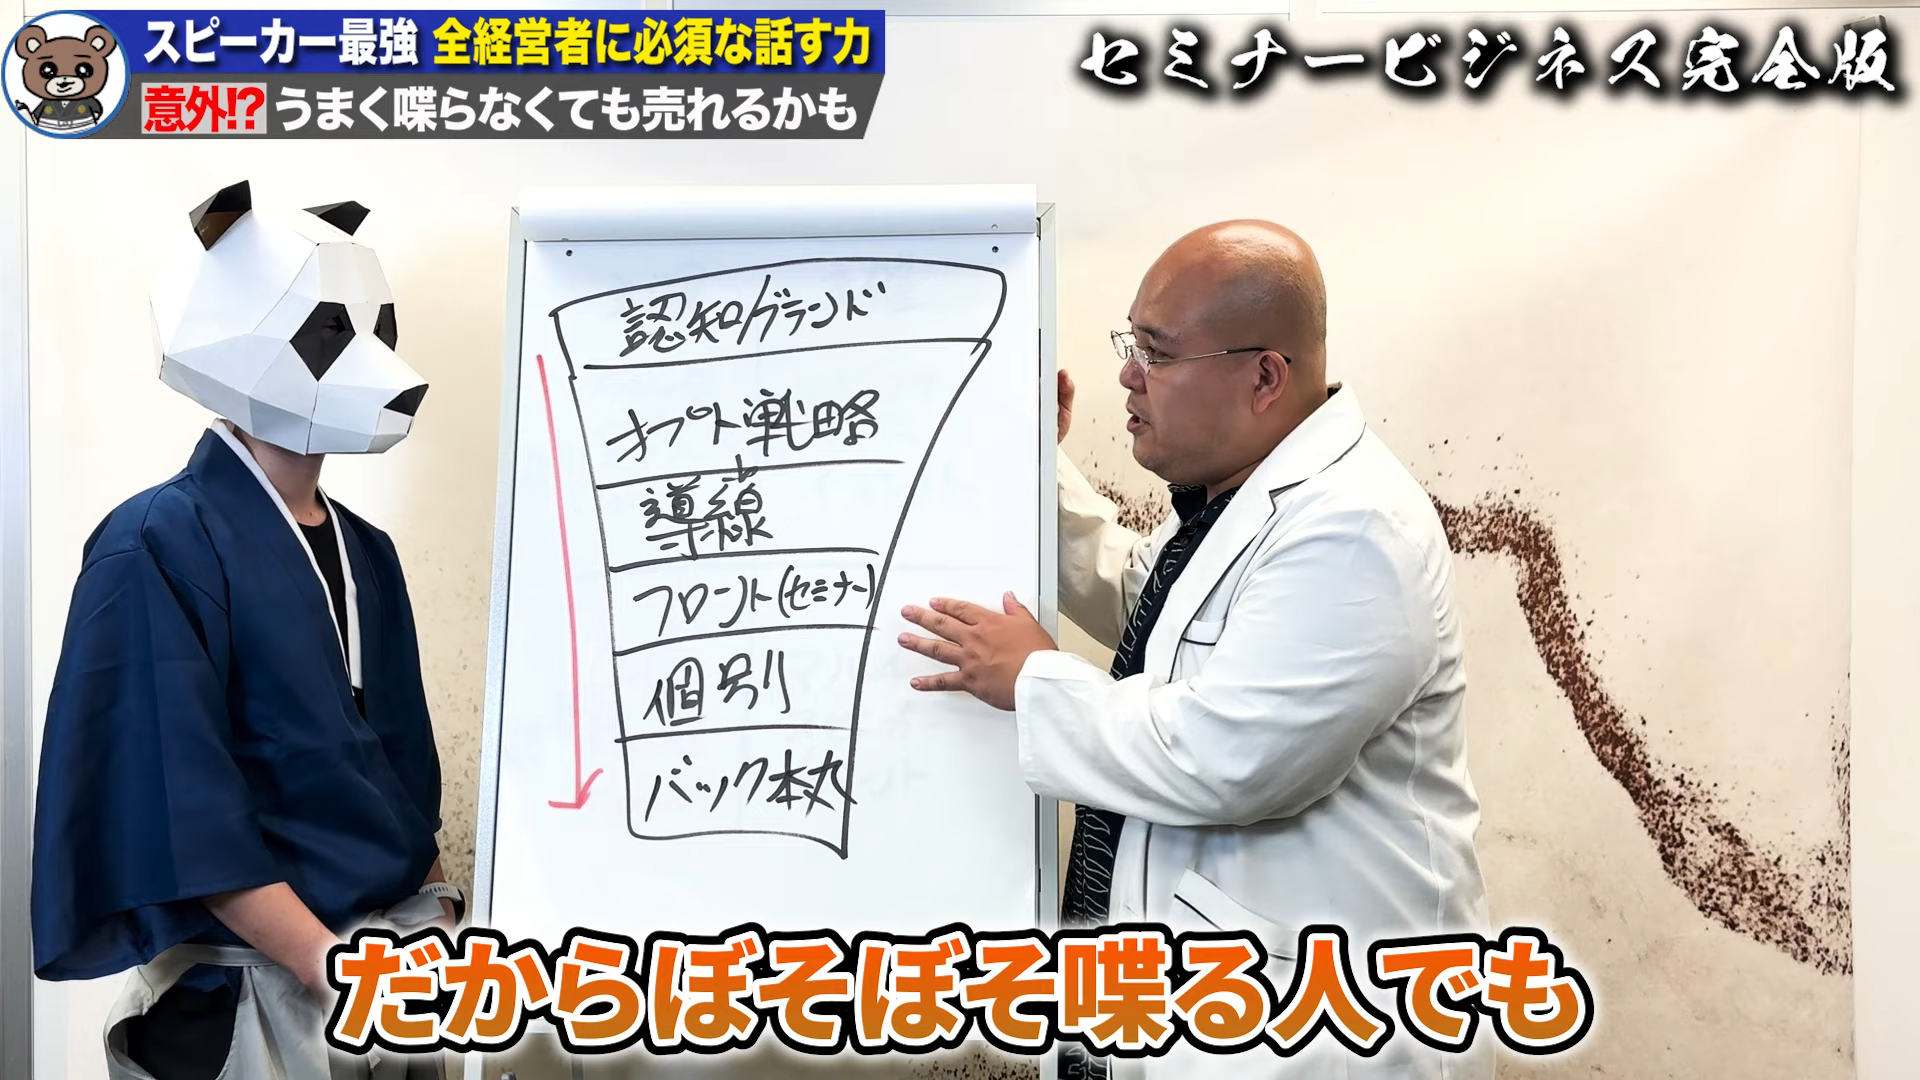 スピーカー最強 全経営者に必須な話す力
意外!?うまく喋らなくても売れるかも
セミナービジネス完全版
認知/ブランド
オプト戦略
導線
フロント(セミナー)
個別
バック本丸
だからぼそぼそ喋る人でも